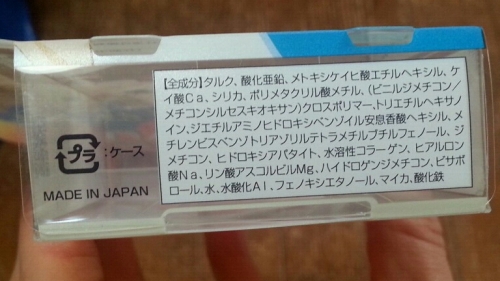 【全成分】タルク、酸化亜鉛、メトキシケイヒ酸エチルヘキシル、ケ
イ酸Ca、シリカ、ポリメタクリル酸メチル、(ビニルジメチコン/
メチコンシルセスキオキサン)クロスポリマー、トリエチルヘキサノ
イン、ジエチルアミノヒドロキシベンゾイル安息香酸ヘキシル、メ
チレンビスベンゾトリアゾリルテトラメチルブチルフェノール、ジ
メチコン、ヒドロキシアパタイト、水溶性コラーゲン、ヒアルロン
酸Na、リン酸アスコルビルMg、ハイドロゲンジメチコン、ビサボ
ロール、水、水酸化Al、フェノキシエタノール、マイカ、酸化鉄
プラ:ケース
MADE IN JAPAN